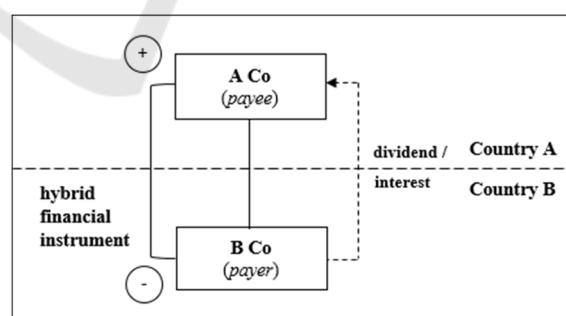 +
A Co
(payee)
dividend /
Country A
interest
Country B
hybrid
financial
instrument
B Co
(payer)
-